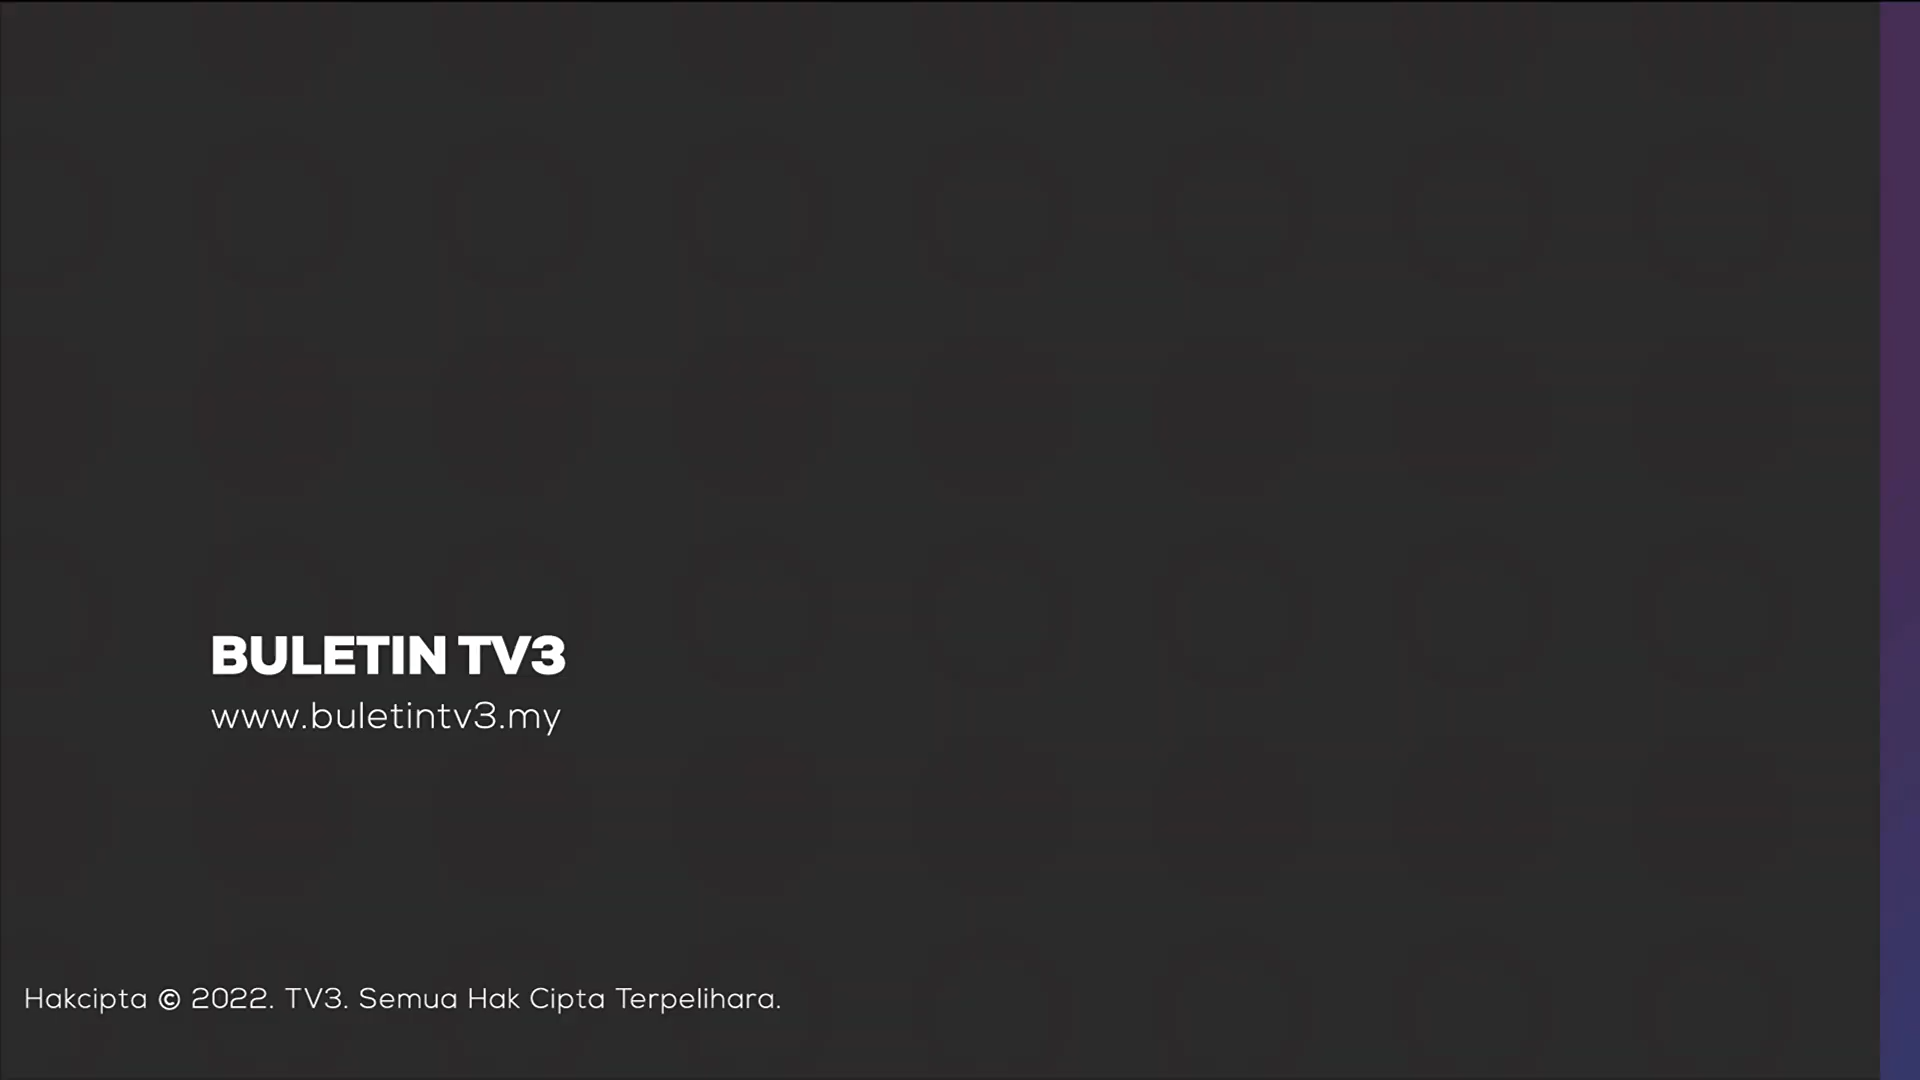 BULETIN TV3
www.buletintv3.my
Hakcipta © 2022. TV3. Semua Hak Cipta Terpelihara.